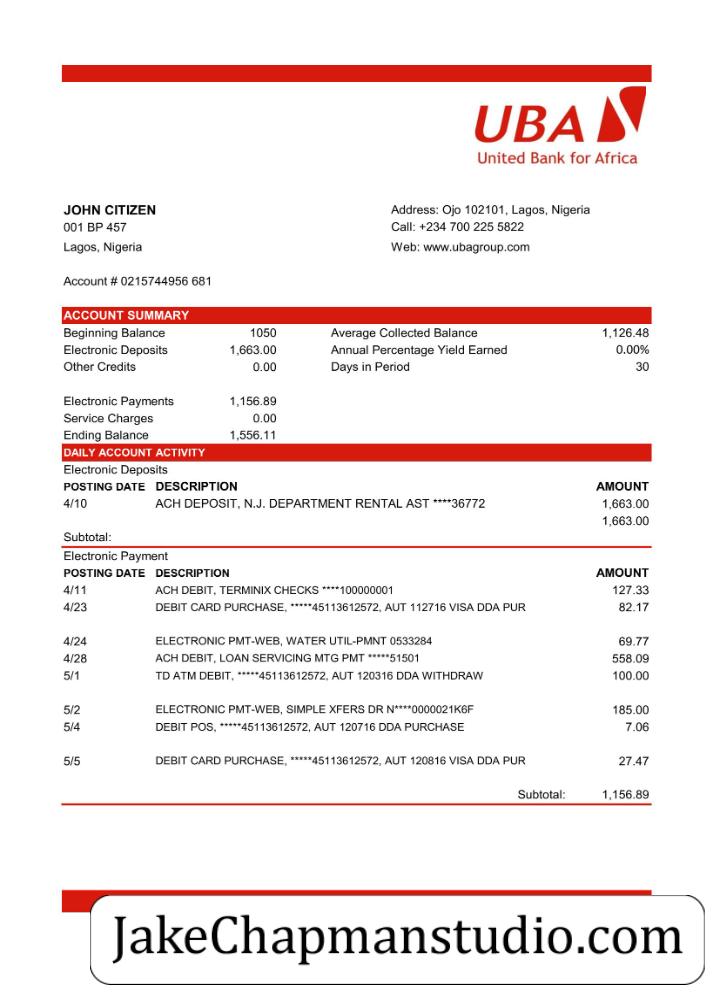 UBA
United Bank for Africa
JOHN CITIZEN
001 BP 457
Lagos, Nigeria
Address: Ojo 102101, Lagos, Nigeria
Call: +234 700 225 5822
Web: www.ubagroup.com
Account # 0215744956 681
ACCOUNT SUMMARY
Beginning Balance 1050 Average Collected Balance 1,126.48
Electronic Deposits 1,663.00 Annual Percentage Yield Earned 0.00%
Other Credits 0.00 Days in Period 30
Electronic Payments 1,156.89
Service Charges 0.00
Ending Balance 1,556.11
DAILY ACCOUNT ACTIVITY
Electronic Deposits
POSTING DATE DESCRIPTION AMOUNT
4/10 ACH DEPOSIT, N.J. DEPARTMENT RENTAL AST ****36772 1,663.00
1,663.00
Subtotal:
Electronic Payment
POSTING DATE DESCRIPTION AMOUNT
4/11 ACH DEBIT, TERMINIX CHECKS ****100000001 127.33
4/23 DEBIT CARD PURCHASE, *****45113612572, AUT 112716 VISA DDA PUR 82.17
4/24 ELECTRONIC PMT-WEB, WATER UTIL-PMNT 0533284 69.77
4/28 ACH DEBIT, LOAN SERVICING MTG PMT *****51501 558.09
5/1 TD ATM DEBIT, *****45113612572, AUT 120316 DDA WITHDRAW 100.00
5/2 ELECTRONIC PMT-WEB, SIMPLE XFERS DR N****0000021K6F 185.00
5/4 DEBIT POS, *****45113612572, AUT 120716 DDA PURCHASE 7.06
5/5 DEBIT CARD PURCHASE, *****45113612572, AUT 120816 VISA DDA PUR 27.47
Subtotal: 1,156.89
JakeChapmanstudio.com